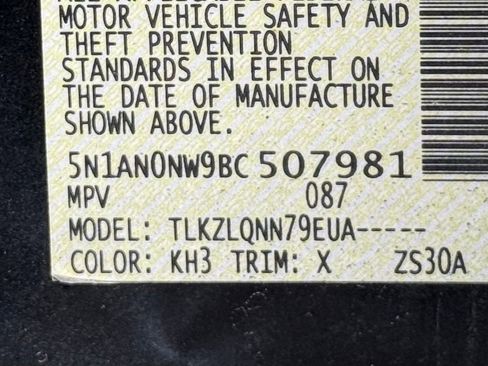 MOTOR VEHICLE SAFETY AND
THEFT PREVENTION
STANDARDS IN EFFECT ON
THE DATE OF MANUFACTURE
SHOWN ABOVE.
5N1AN0NW9BC507981
MPV 087
MODEL: TLKZLQNN79EUA-----
COLOR: KH3 TRIM: X ZS30A